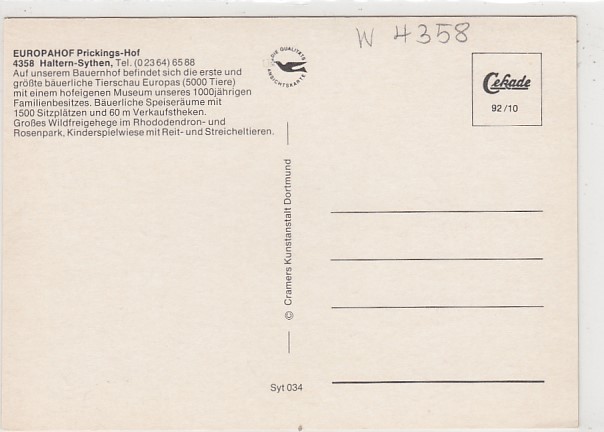 W 4358
EUROPAHOF Prickings-Hof
4358 Haltern-Sythen, Tel. (0 23 64) 65 88
Auf unserem Bauernhof befindet sich die erste und
größte bäuerliche Tierschau Europas (5000 Tiere)
mit einem hofeigenen Museum unseres 1000jährigen
Familienbesitzes. Bäuerliche Speiseräume mit
1500 Sitzplätzen und 60 m Verkaufstheken.
Großes Wildfreigehege im Rhododendron- und
Rosenpark, Kinderspielwiese mit Reit- und Streicheltieren.
DIE QUALITÄTS
ANSICHTSKARTE
Cekade
92/10
© Cramers Kunstanstalt Dortmund
Syt 034